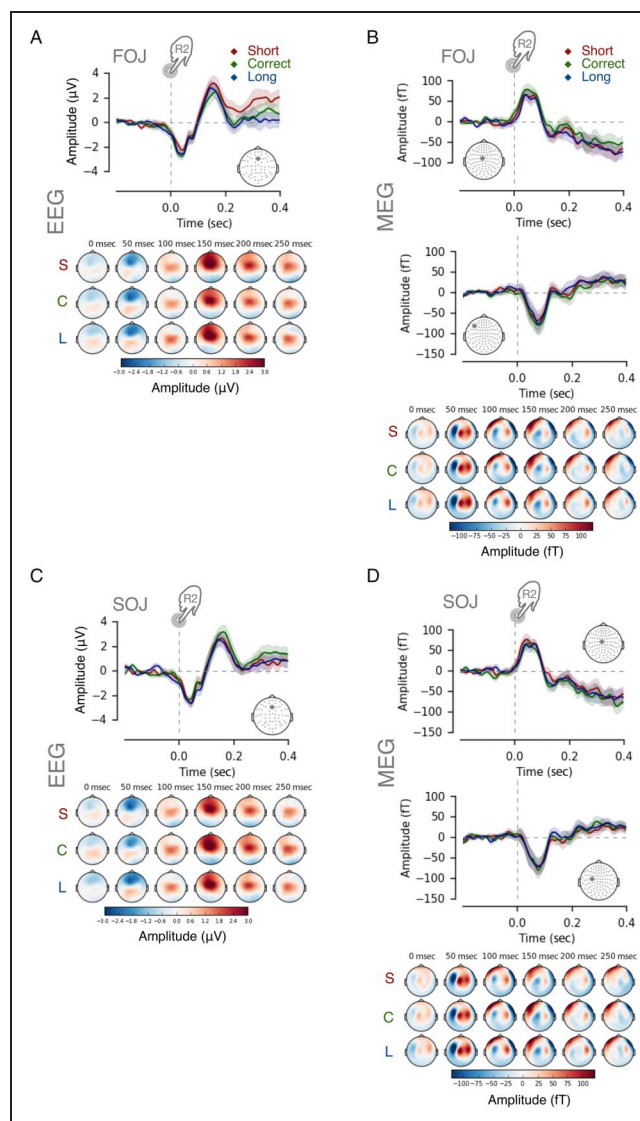 A
FOJ
R2
Short
Correct
Long
Amplitude (μV)
4
2
0
−2
−4
0.0 0.2 0.4
Time (sec)
EEG
0 msec 50 msec 100 msec 150 msec 200 msec 250 msec
S
C
L
-3.0 -1.8 -1.2 -0.6 0.0 0.6 1.2 1.8 2.4 3.0
Amplitude (μV)
B
FOJ
R2
Short
Correct
Long
Amplitude (fT)
100
50
0
−50
−100
0.0 0.2 0.4
Time (sec)
MEG
Amplitude (fT)
100
50
0
−50
−100
−150
0.0 0.2 0.4
Time (sec)
0 msec 50 msec 100 msec 150 msec 200 msec 250 msec
S
C
L
-100 -75 -50 -25 0 25 50 75 100
Amplitude (fT)
C
SOJ
R2
Amplitude (μV)
4
2
0
−2
−4
0.0 0.2 0.4
Time (sec)
EEG
0 msec 50 msec 100 msec 150 msec 200 msec 250 msec
S
C
L
-3.0 -2.4 -1.8 -1.2 -0.6 0.0 0.6 1.2 1.8 2.4 3.0
Amplitude (μV)
D
SOJ
R2
Amplitude (fT)
100
50
0
−50
−100
−150
0.0 0.2 0.4
Time (sec)
MEG
Amplitude (fT)
100
50
0
−50
−100
−150
0.0 0.2 0.4
Time (sec)
0 msec 50 msec 100 msec 150 msec 200 msec 250 msec
S
C
L
-100 -75 -50 -25 0 25 50 75 100
Amplitude (fT)